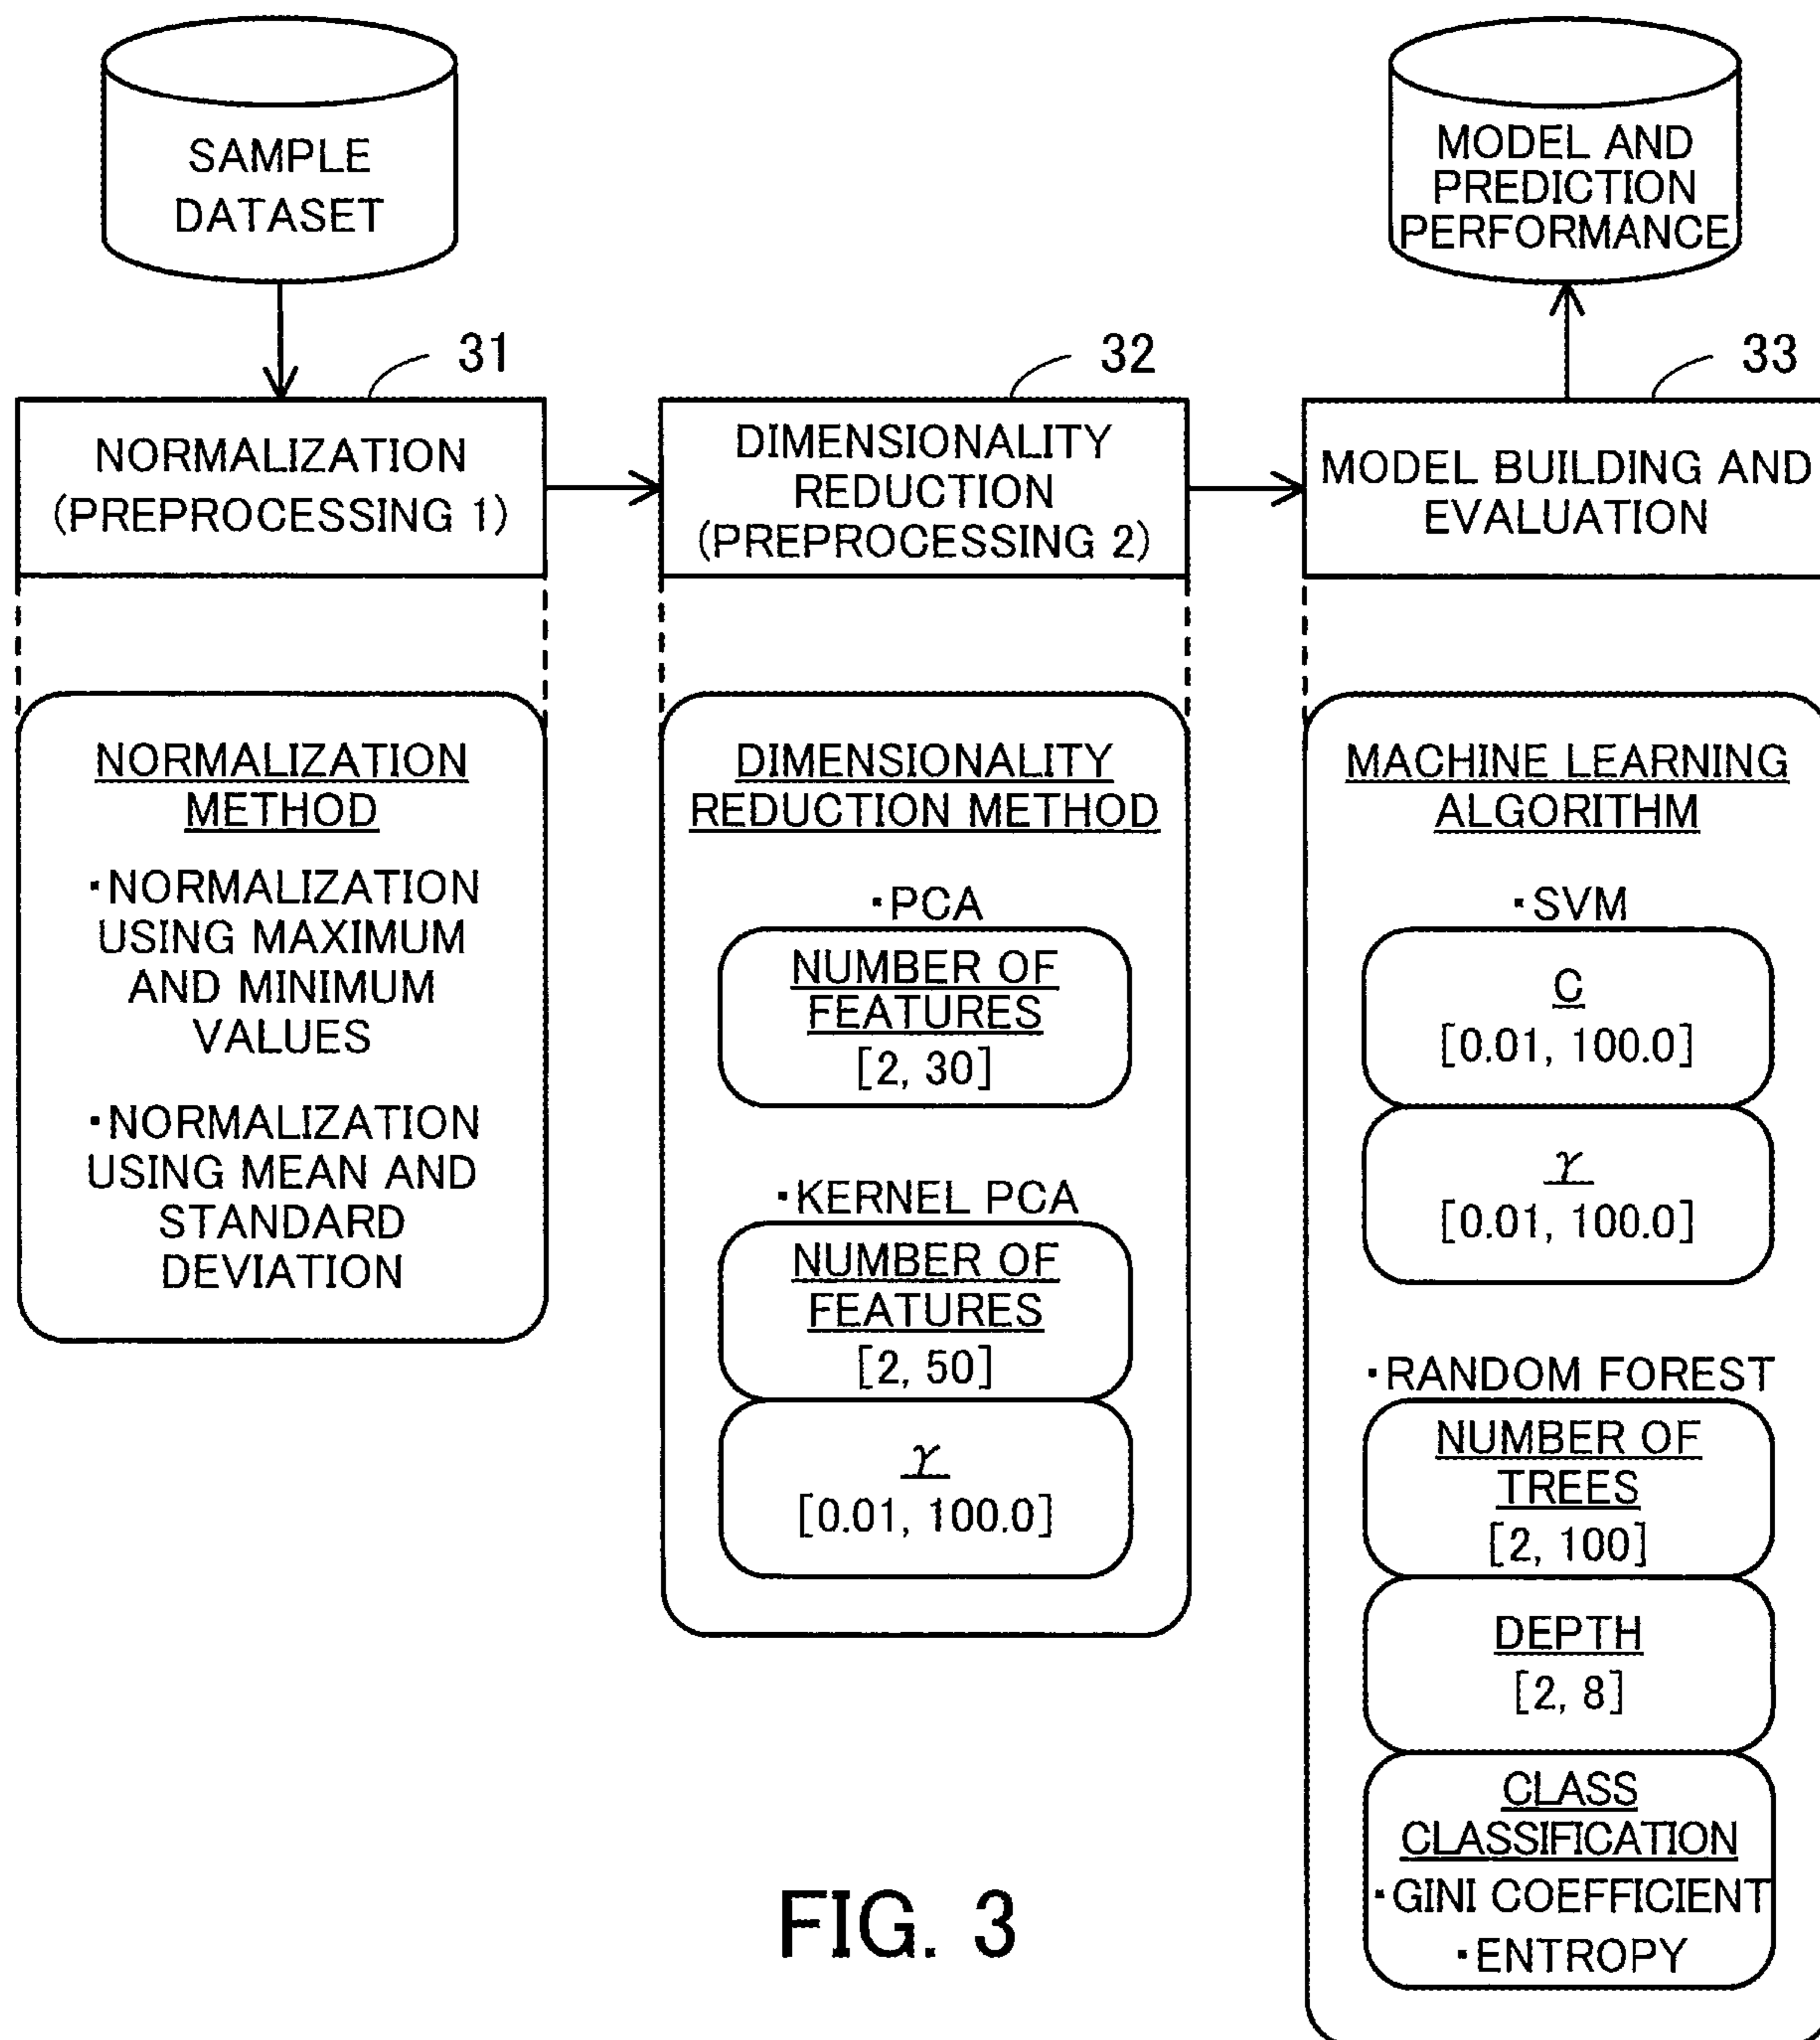 SAMPLE
DATASET
MODEL AND
PREDICTION
PERFORMANCE
31
NORMALIZATION
(PREPROCESSING 1)
32
DIMENSIONALITY
REDUCTION
(PREPROCESSING 2)
33
MODEL BUILDING AND
EVALUATION
NORMALIZATION
METHOD
・NORMALIZATION
USING MAXIMUM
AND MINIMUM
VALUES
・NORMALIZATION
USING MEAN AND
STANDARD
DEVIATION
DIMENSIONALITY
REDUCTION METHOD
・PCA
NUMBER OF
FEATURES
[2, 30]
・KERNEL PCA
NUMBER OF
FEATURES
[2, 50]
γ
[0.01, 100.0]
MACHINE LEARNING
ALGORITHM
・SVM
C
[0.01, 100.0]
γ
[0.01, 100.0]
・RANDOM FOREST
NUMBER OF
TREES
[2, 100]
DEPTH
[2, 8]
CLASS
CLASSIFICATION
・GINI COEFFICIENT
・ENTROPY
FIG. 3